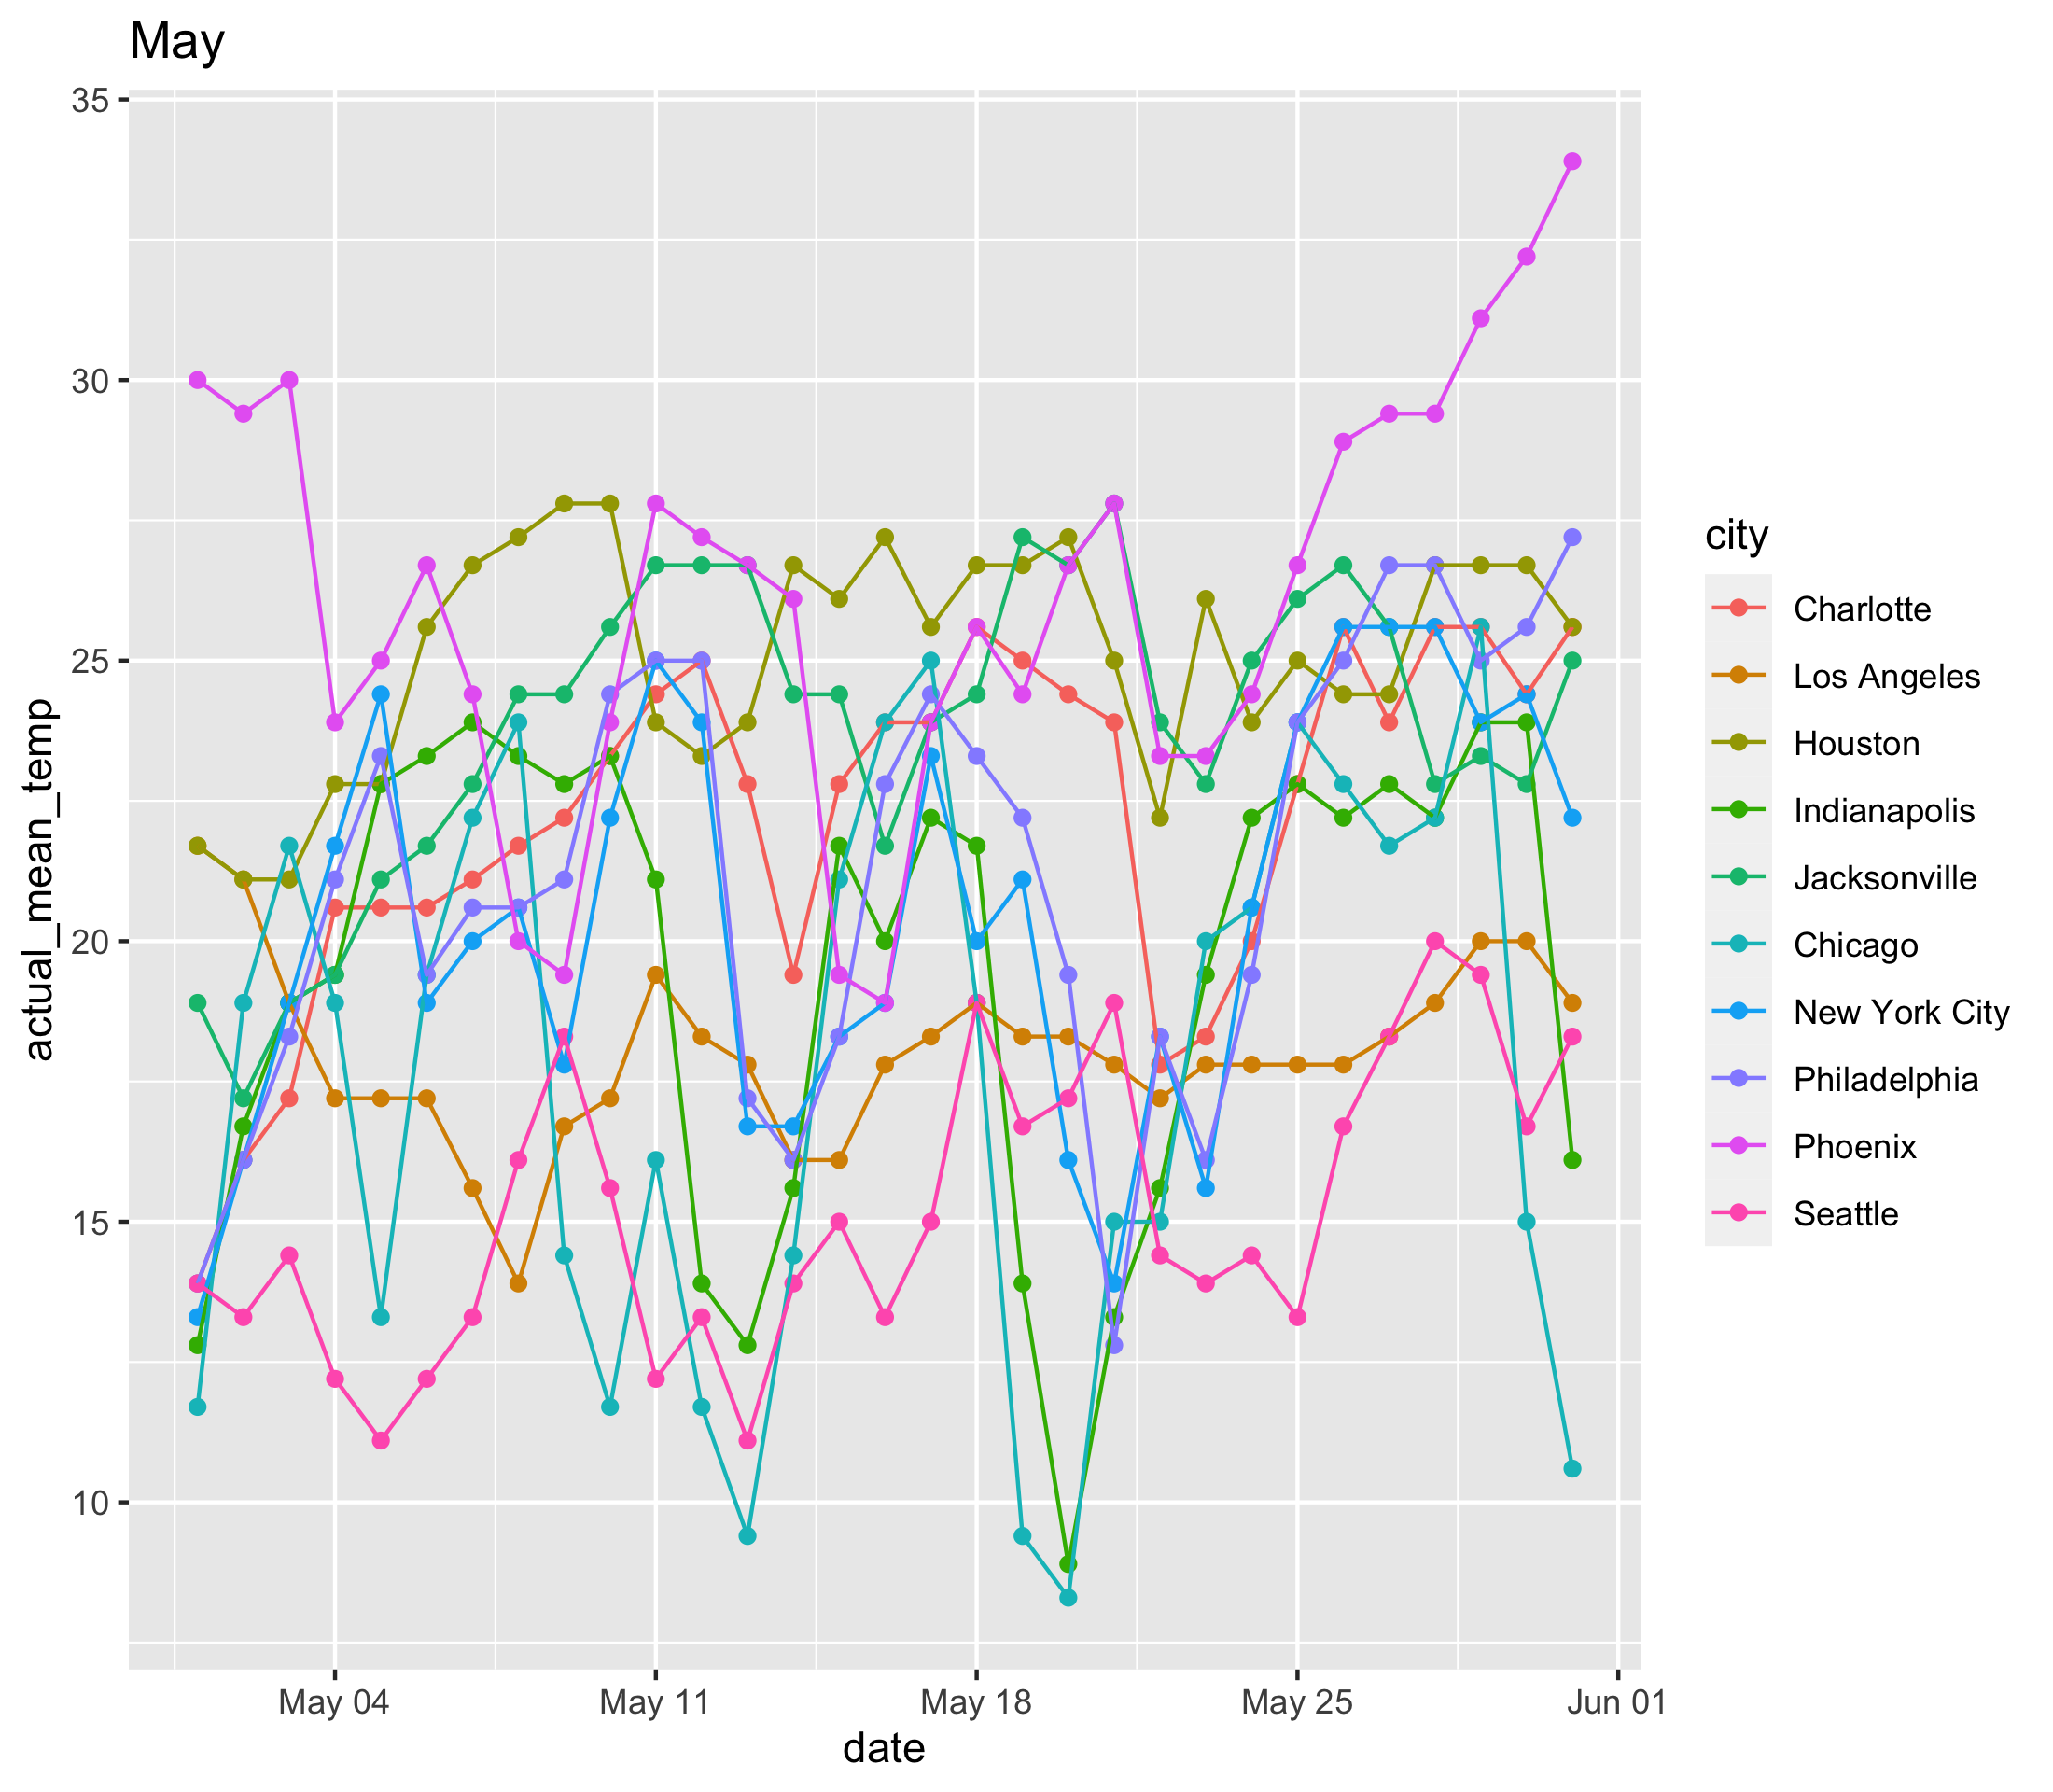 May
35
30
25
20
15
10
actual_mean_temp
May 04
May 11
May 18
May 25
Jun 01
date
city
Charlotte
Los Angeles
Houston
Indianapolis
Jacksonville
Chicago
New York City
Philadelphia
Phoenix
Seattle